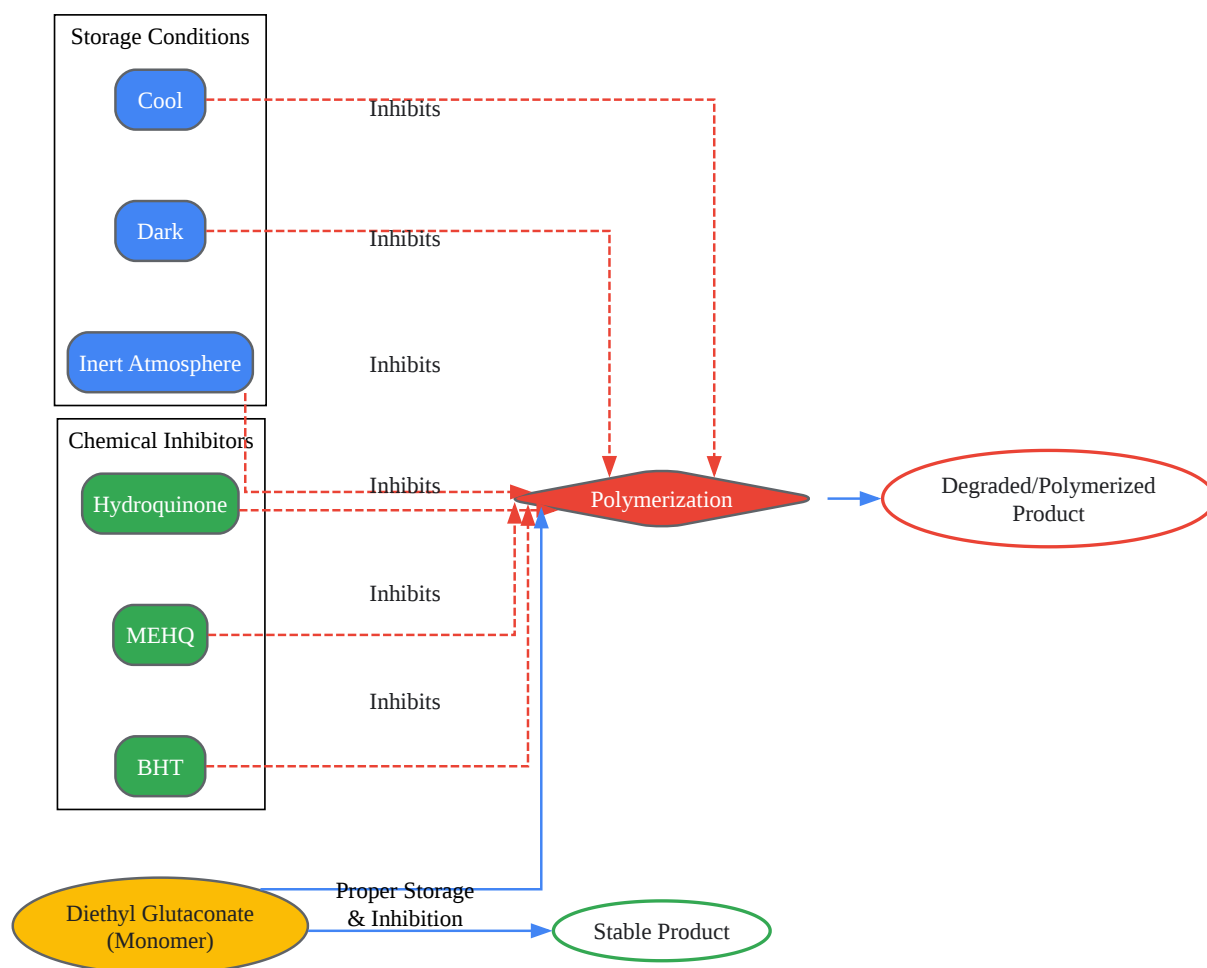 Storage Conditions
Cool
Inhibits
Dark
Inhibits
Inert Atmosphere
Inhibits
Chemical Inhibitors
Hydroquinone
Inhibits
Polymerization
Degraded/Polymerized
Product
MEHQ
Inhibits
BHT
Inhibits
Diethyl Glutaconate
(Monomer)
Proper Storage
& Inhibition
Stable Product